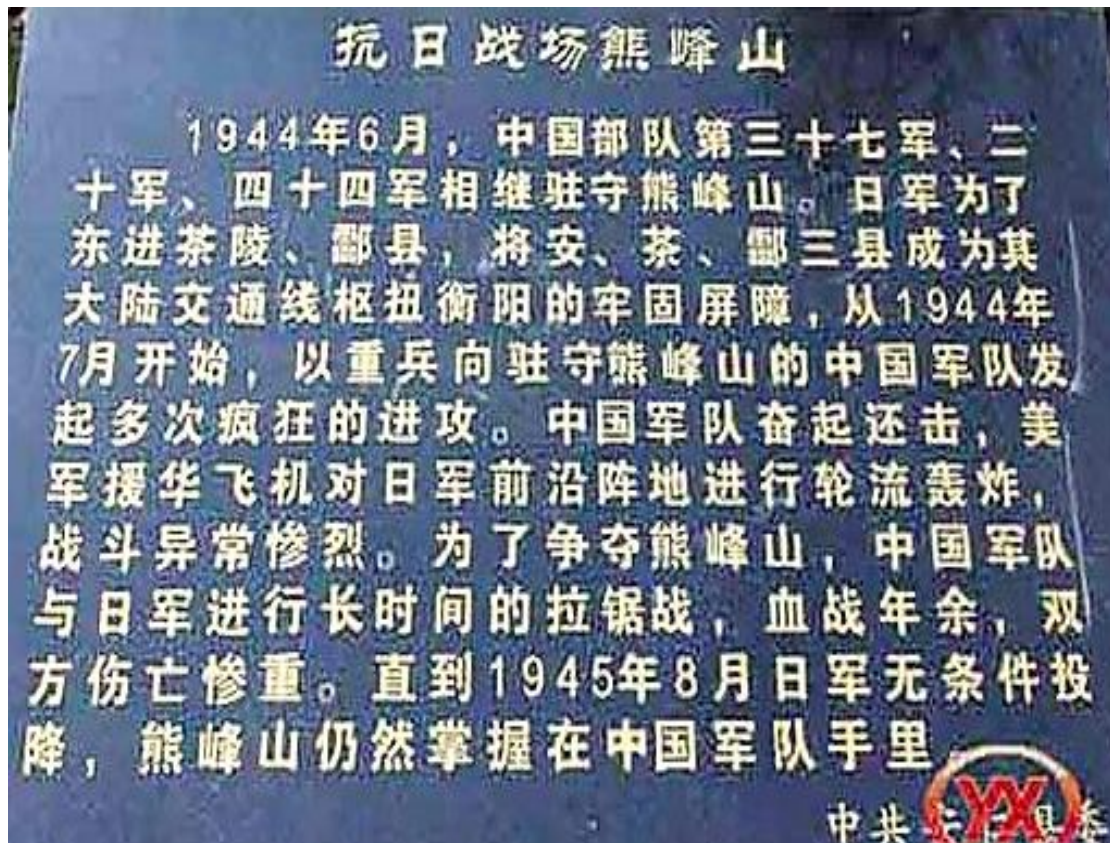 抗日战场熊峰山
1944年6月，中国部队第三十七军、二
十军、四十四军相继驻守熊峰山。日军为了
东进茶陵、酃县，将安、茶、酃三县成为其
大陆交通线枢扭衡阳的牢固屏障，从1944年
7月开始，以重兵向驻守熊峰山的中国军队发
起多次疯狂的进攻。中国军队奋起还击，美
军援华飞机对日军前沿阵地进行轮流轰炸，
战斗异常惨烈。为了争夺熊峰山，中国军队
与日军进行长时间的拉锯战，血战年余，双
方伤亡惨重。直到1945年8月日军无条件投
降，熊峰山仍然掌握在中国军队手里。
中共 县委
YX